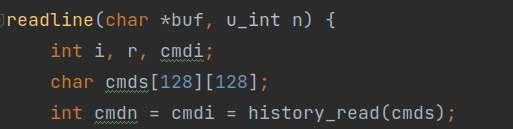 readline(char *buf, u_int n) {
int i, r, cmdi;
char cmds[128][128];
int cmdn = cmdi = history_read(cmds);